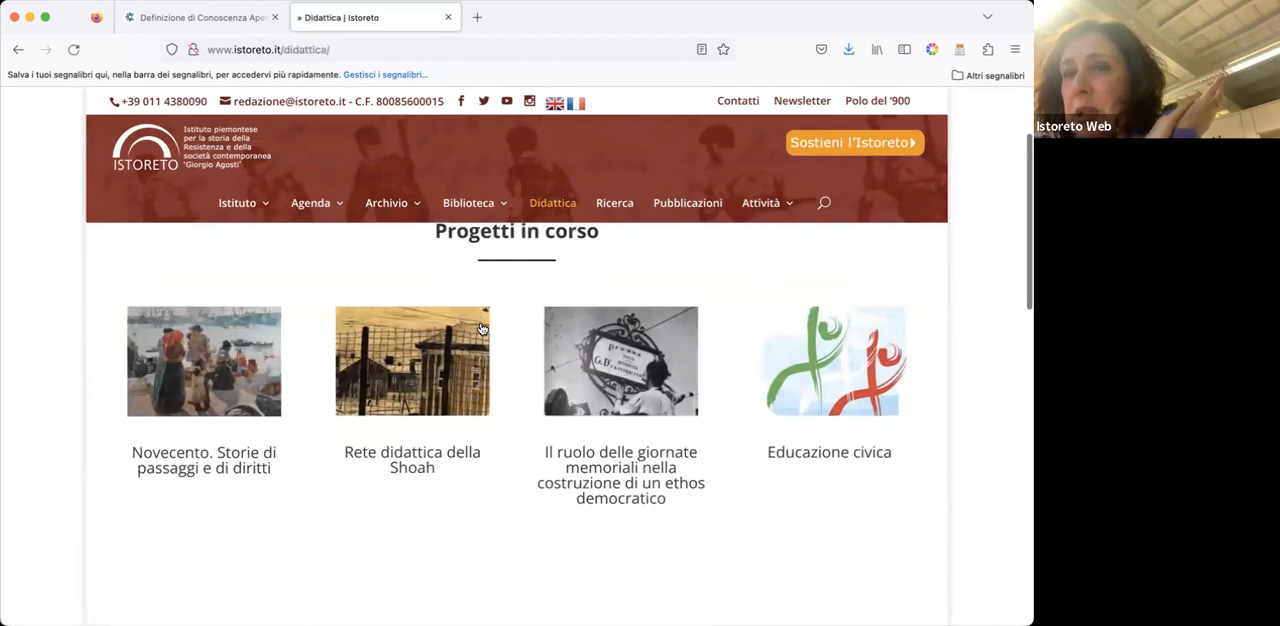 Definizione di Conoscenza Ape
» Didattica | Istoreto
www.istoreto.it/didattica/
Salva i tuoi segnalibri qui, nella barra dei segnalibri, per accedervi più rapidamente. Gestisci i segnalibri...
Altri segnalibri
+39 011 4380090 redazione@istoreto.it - C.F. 80085600015
Contatti Newsletter Polo del '900
Istituto piemontese
per la storia della
Resistenza e della
società contemporanea
'Giorgio Agosti'
ISTORETO
Sostieni l'Istoreto
Istituto Agenda Archivio Biblioteca Didattica Ricerca Pubblicazioni Attività
Progetti in corso
Novecento. Storie di
passaggi e di diritti
Rete didattica della
Shoah
Il ruolo delle giornate
memoriali nella
costruzione di un ethos
democratico
Educazione civica
Istoreto Web